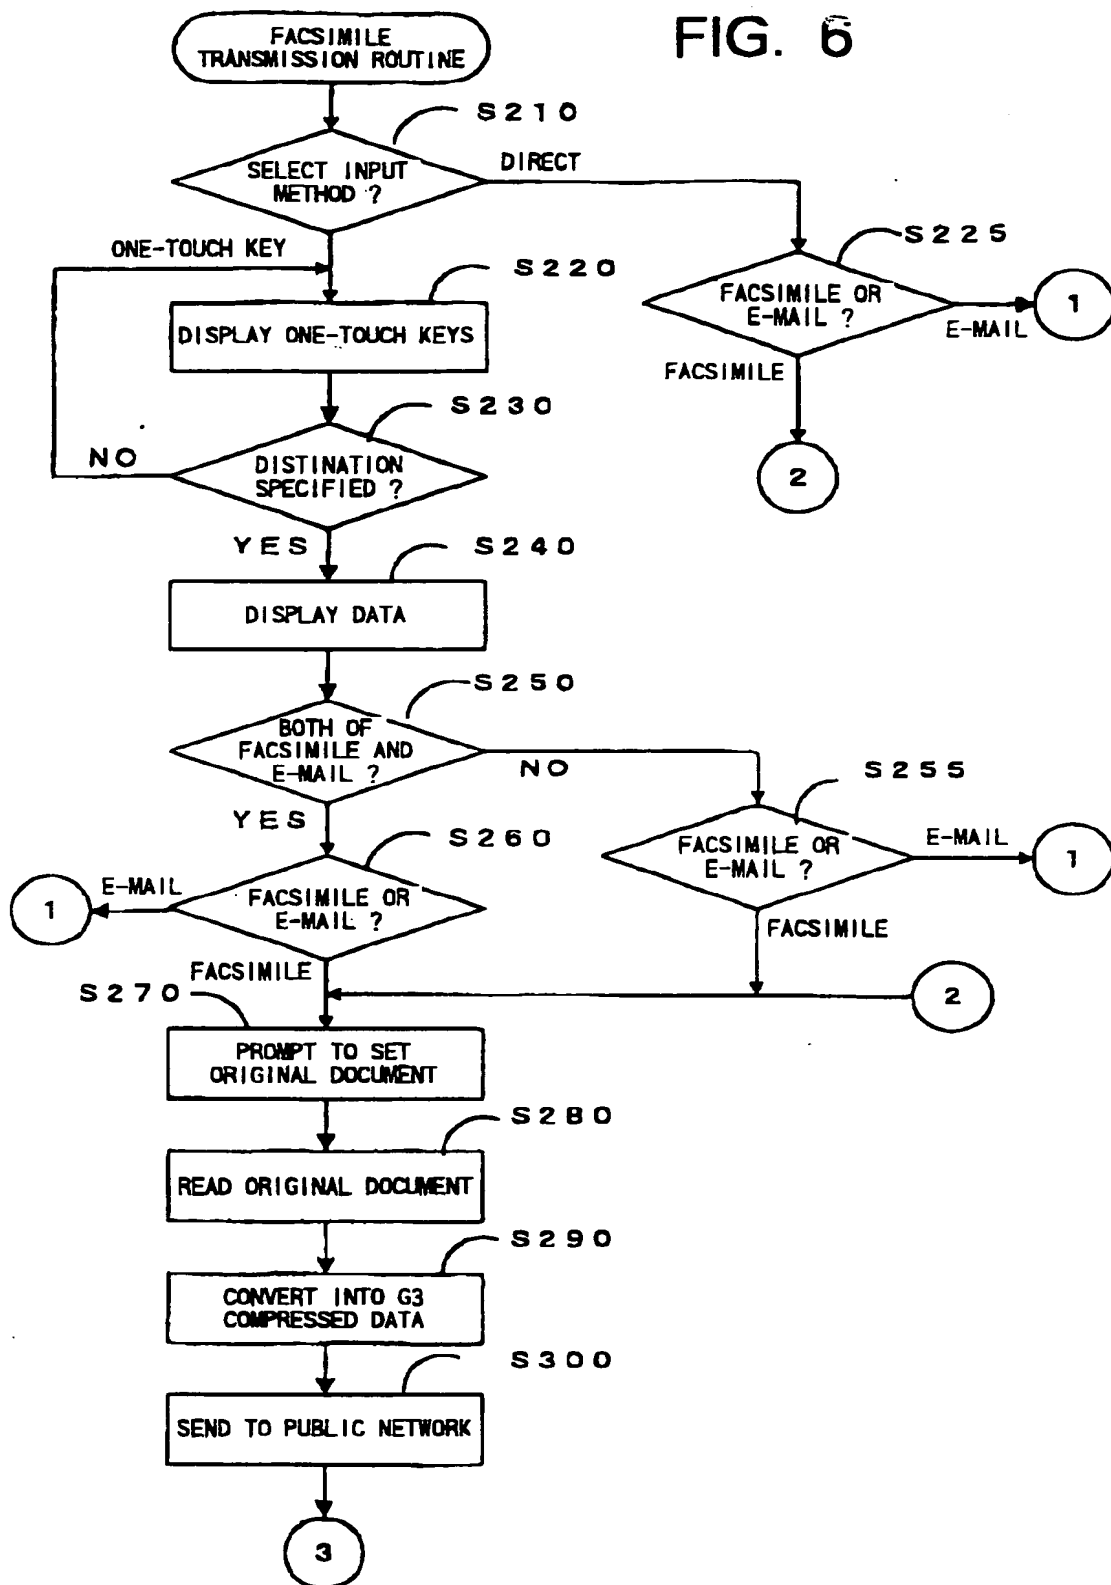 FIG. 6
FACSIMILE
TRANSMISSION ROUTINE
S210
SELECT INPUT
METHOD ?
DIRECT
ONE-TOUCH KEY
S220
DISPLAY ONE-TOUCH KEYS
S225
FACSIMILE OR
E-MAIL ?
E-MAIL
1
FACSIMILE
2
S230
DISTINATION
SPECIFIED ?
NO
YES
S240
DISPLAY DATA
S250
BOTH OF
FACSIMILE AND
E-MAIL ?
NO
YES
S255
FACSIMILE OR
E-MAIL ?
E-MAIL
1
FACSIMILE
S260
FACSIMILE OR
E-MAIL ?
E-MAIL
1
FACSIMILE
2
S270
PROMPT TO SET
ORIGINAL DOCUMENT
S280
READ ORIGINAL DOCUMENT
S290
CONVERT INTO G3
COMPRESSED DATA
S300
SEND TO PUBLIC NETWORK
3